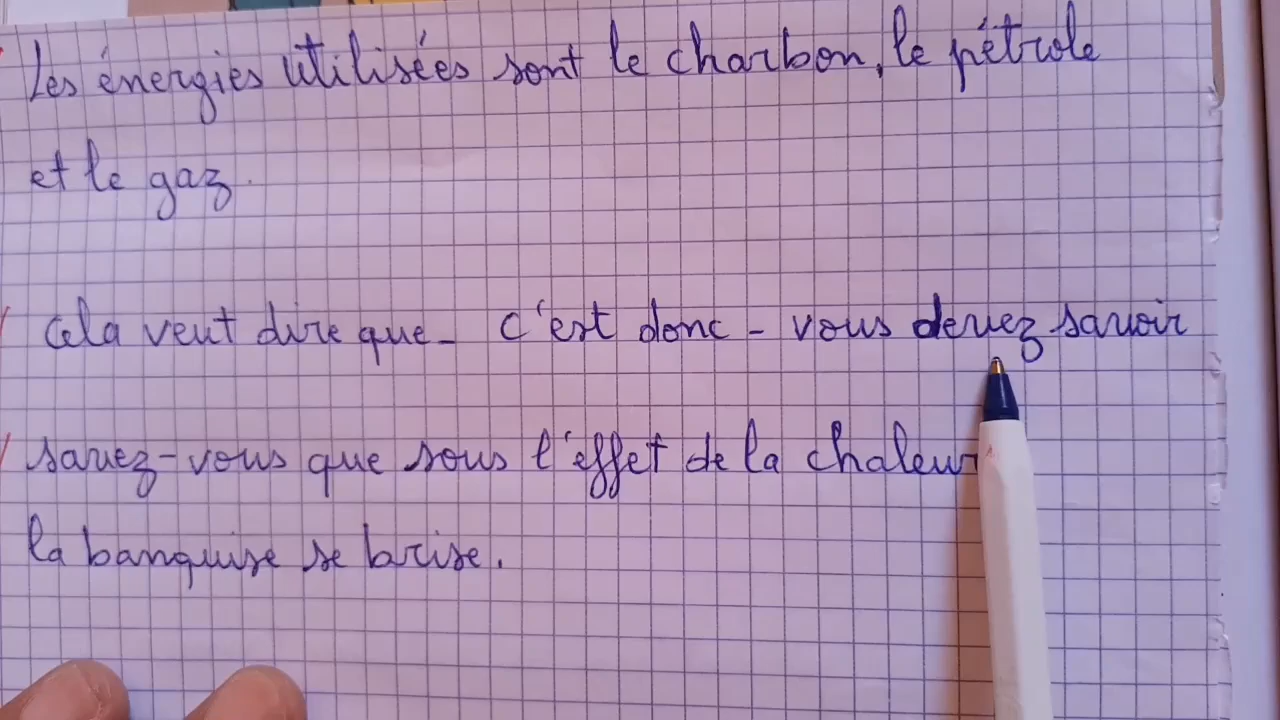 Les énergies utilisées sont le charbon, le pétrole
et le gaz.
Cela veut dire que - c'est donc - vous devez savoir
savez-vous que sous l'effet de la chaleur
la banquise se brise.